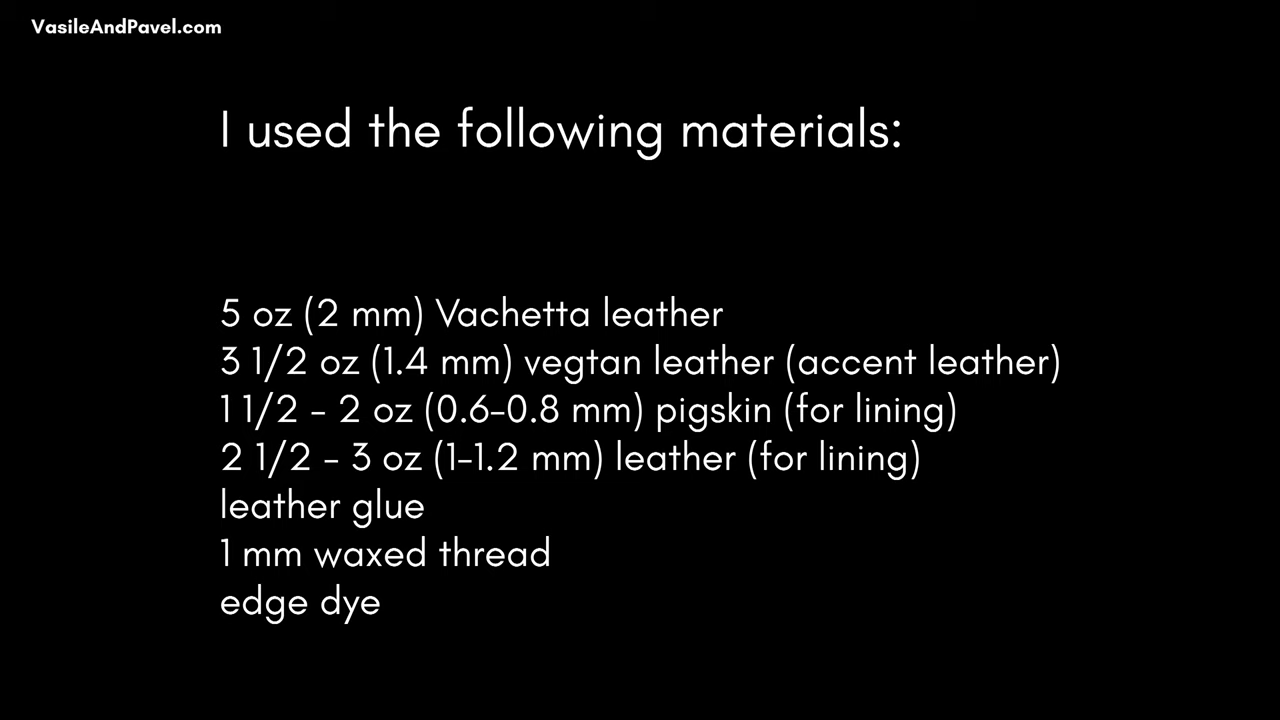 VasileAndPavel.com
I used the following materials:
5 oz (2 mm) Vachetta leather
3 1/2 oz (1.4 mm) vegtan leather (accent leather)
1 1/2 - 2 oz (0.6-0.8 mm) pigskin (for lining)
2 1/2 - 3 oz (1-1.2 mm) leather (for lining)
leather glue
1 mm waxed thread
edge dye